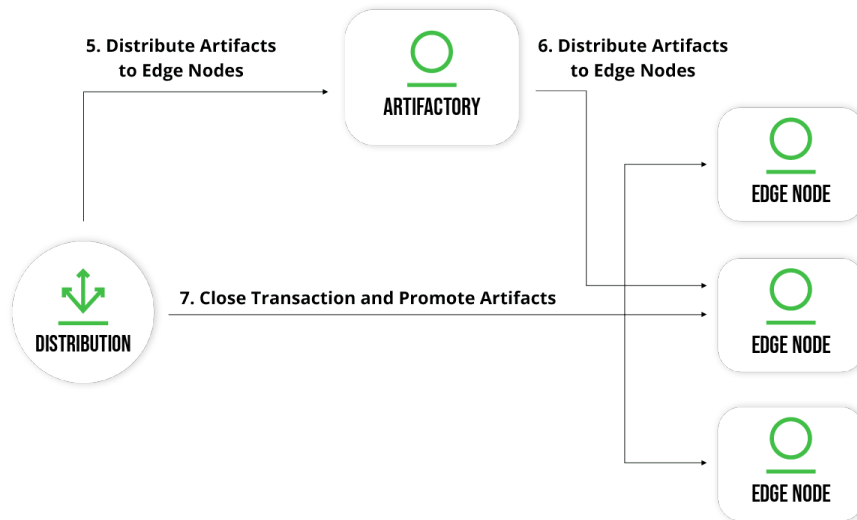 5. Distribute Artifacts
to Edge Nodes
ARTIFACTORY
6. Distribute Artifacts
to Edge Nodes
EDGE NODE
DISTRIBUTION
7. Close Transaction and Promote Artifacts
EDGE NODE
EDGE NODE